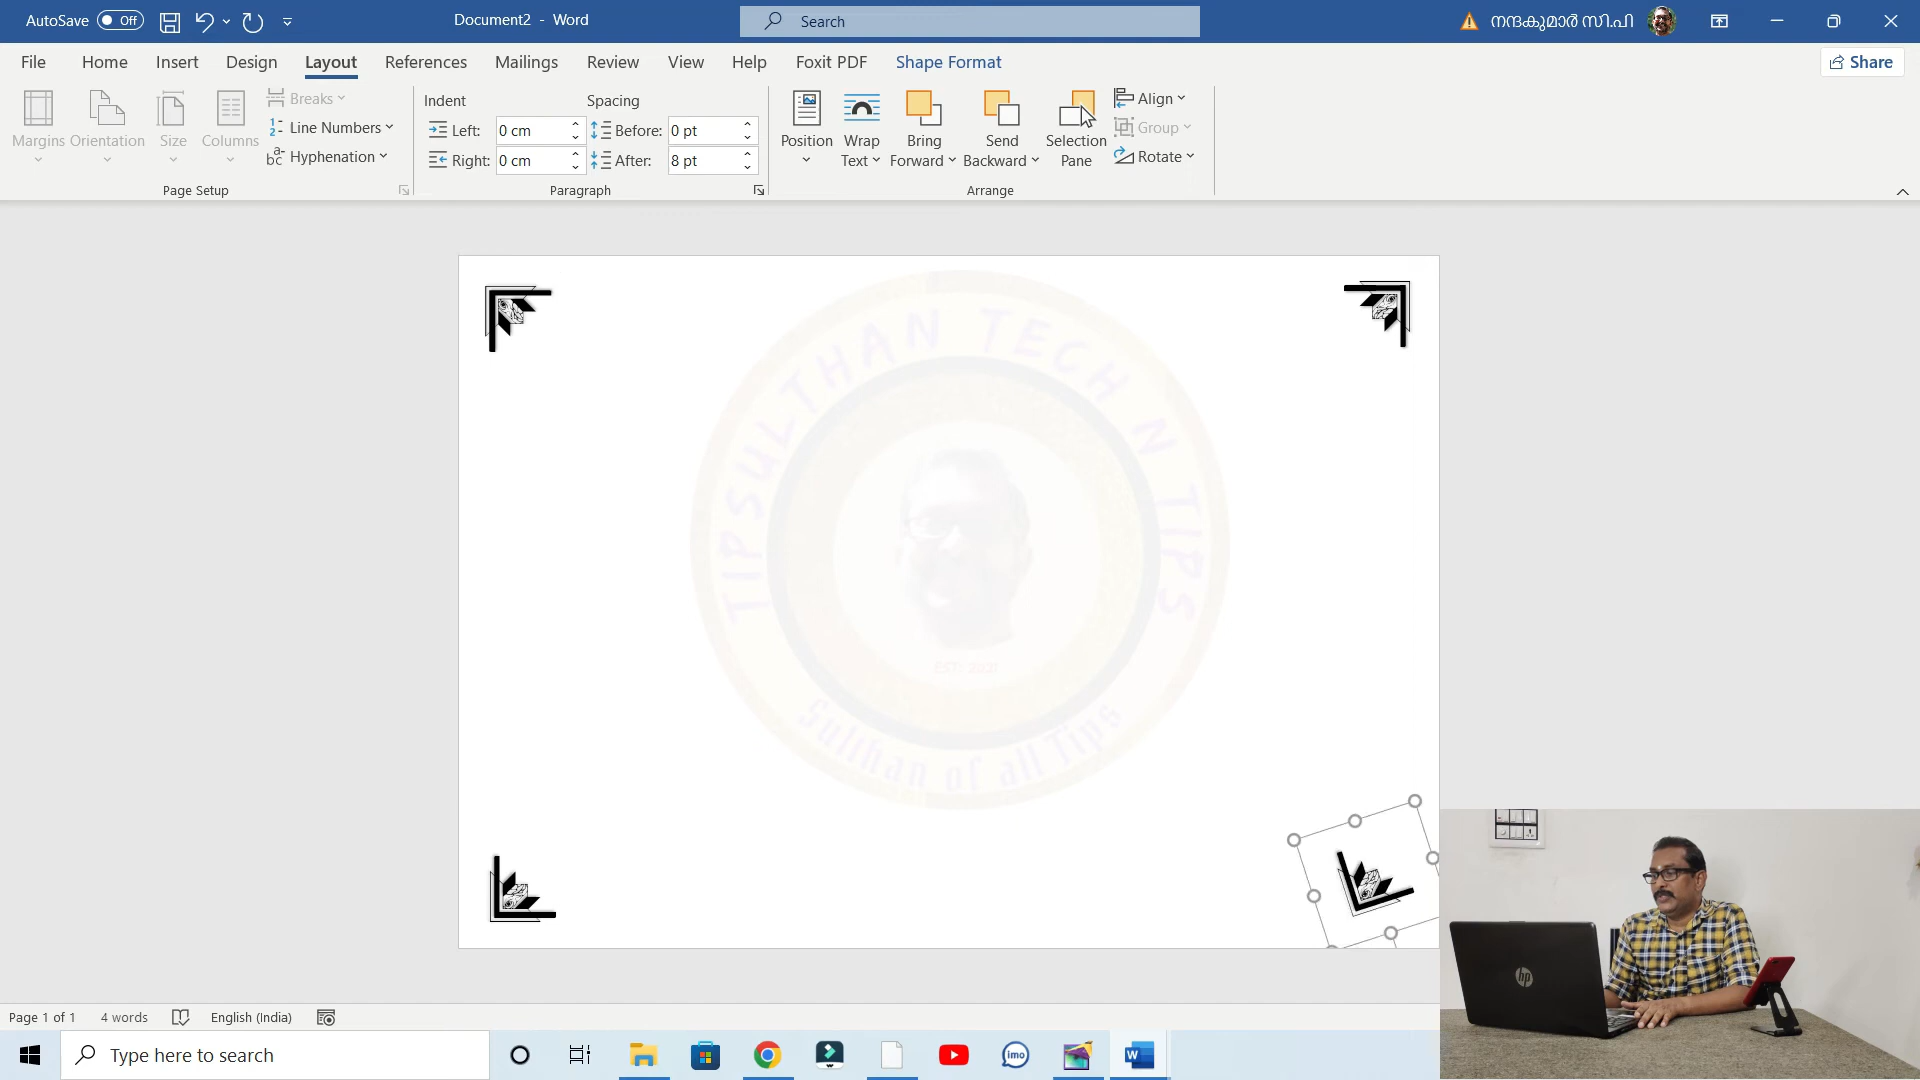 AutoSave Off
Document2 - Word
Search
നന്ദകുമാർ സി.പി
File Home Insert Design Layout References Mailings Review View Help Foxit PDF Shape Format
Share
Margins Orientation Size Columns
Breaks
Line Numbers
Hyphenation
Page Setup
Indent Spacing
Left: 0 cm Before: 0 pt
Right: 0 cm After: 8 pt
Paragraph
Position
Wrap Text
Bring Forward
Send Backward
Selection Pane
Align
Group
Rotate
Arrange
TIPSULTHAN TECH N TIPS
EST. 2021
Sulthan of all Tips
Page 1 of 1 4 words English (India)
Type here to search
imo
W
hp